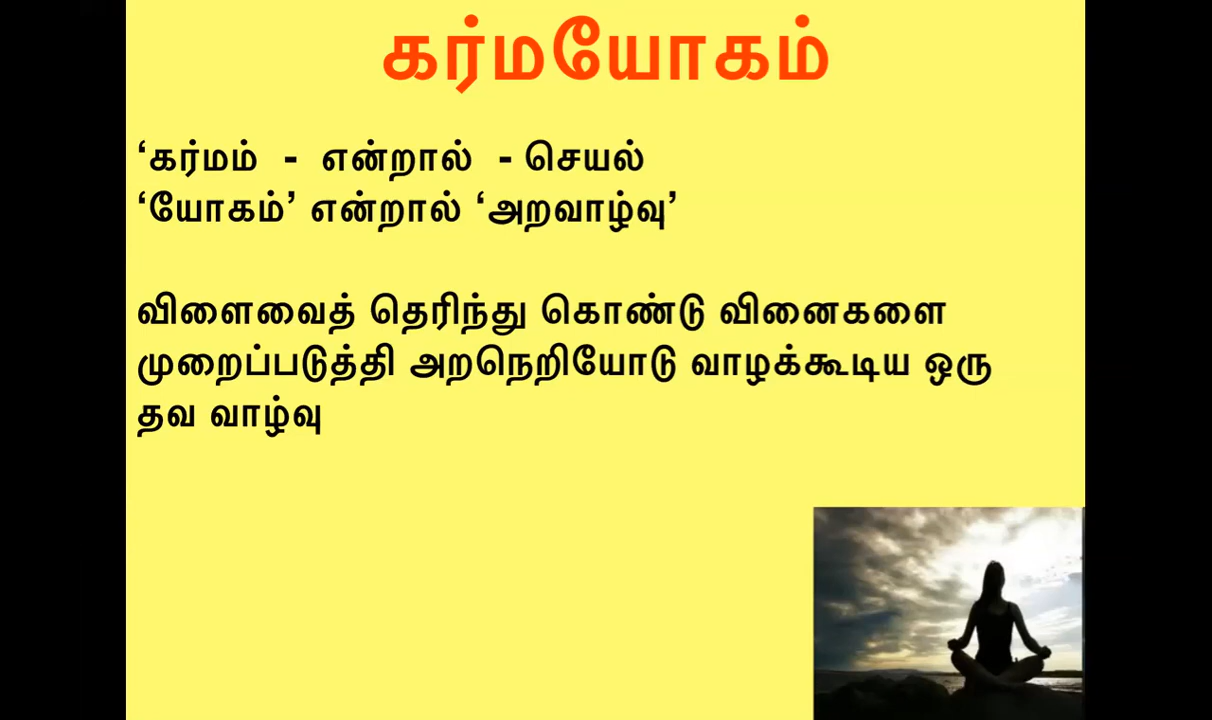 கர்மயோகம்
‘கர்மம் - என்றால் - செயல்
‘யோகம்’ என்றால் ‘அறவாழ்வு’
விளைவைத் தெரிந்து கொண்டு வினைகளை
முறைப்படுத்தி அறநெறியோடு வாழக்கூடிய ஒரு
தவ வாழ்வு